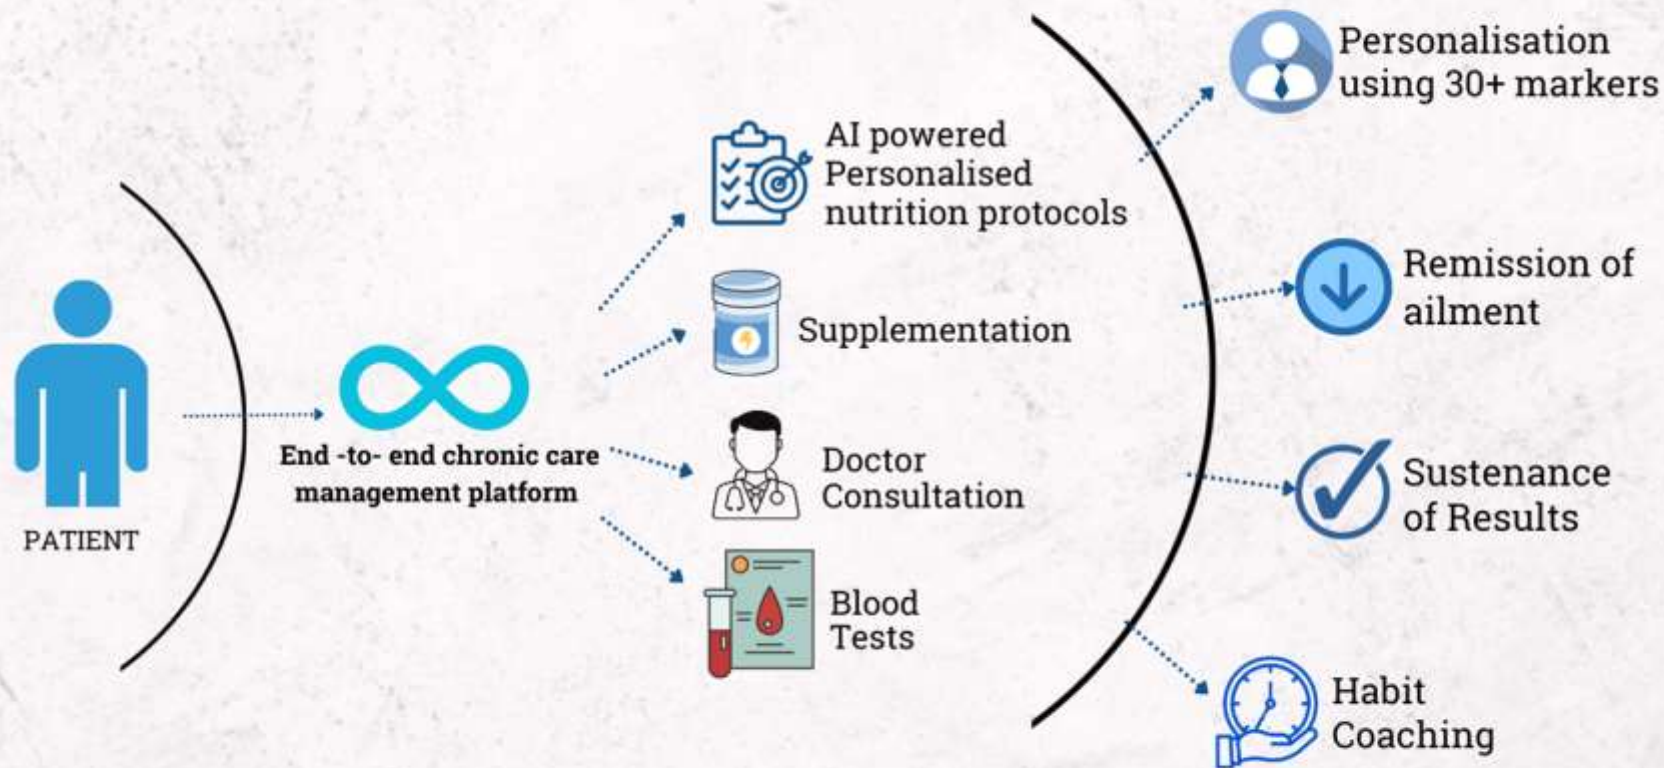 PATIENT
End -to- end chronic care
management platform
AI powered
Personalised
nutrition protocols
Supplementation
Doctor
Consultation
Blood
Tests
Personalisation
using 30+ markers
Remission of
ailment
Sustenance
of Results
Habit
Coaching